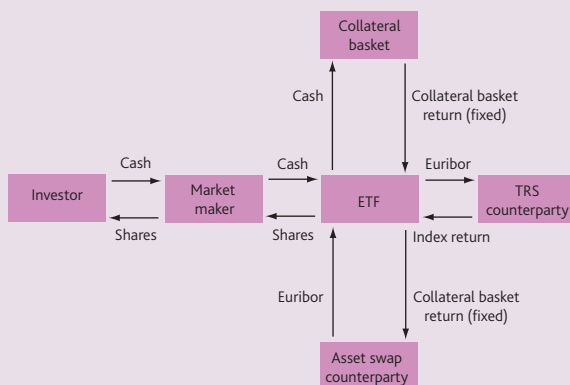 Collateral
basket
Cash
Collateral basket
return (fixed)
Cash
Cash
Euribor
Investor
Market
maker
ETF
TRS
counterparty
Shares
Shares
Index return
Euribor
Collateral basket
return (fixed)
Asset swap
counterparty